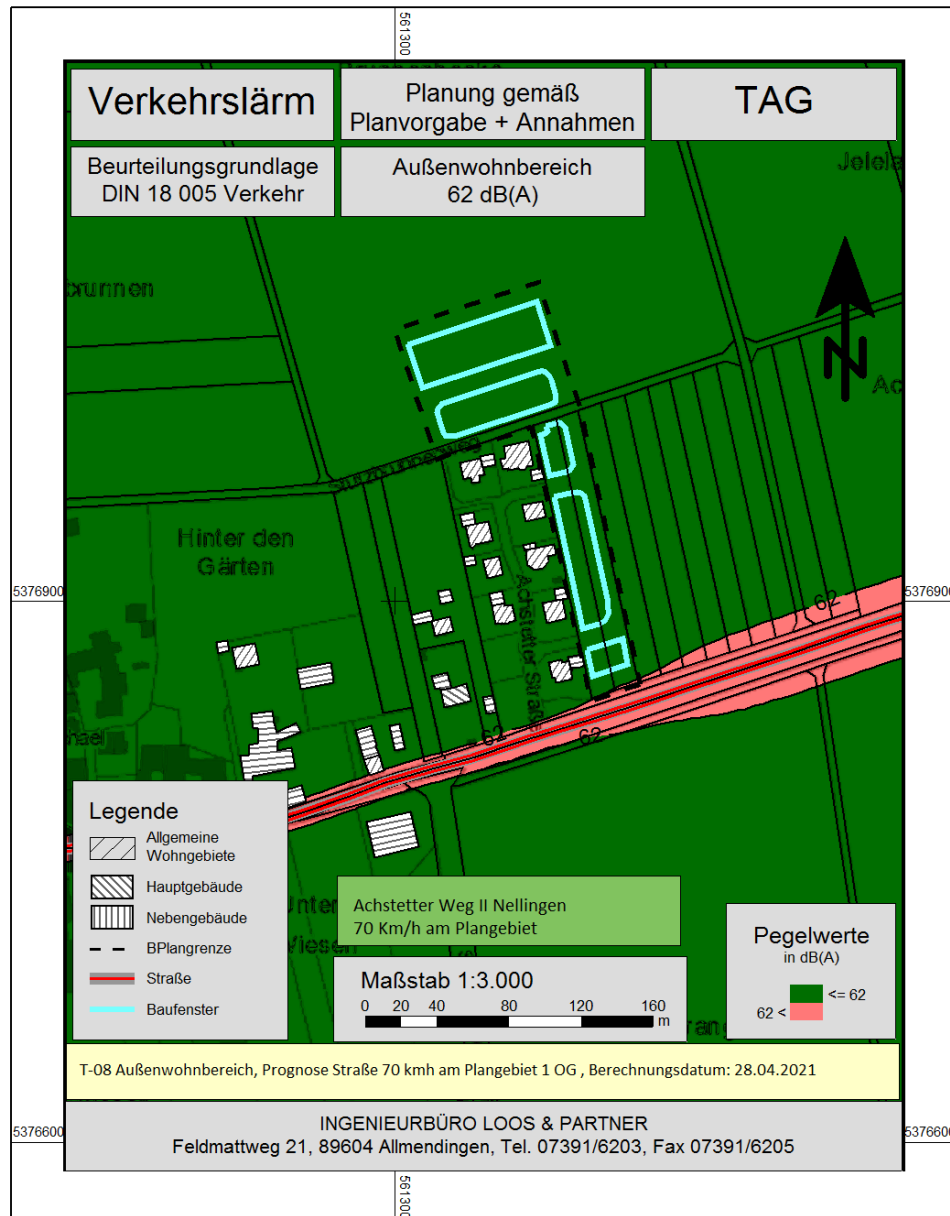 561300
Verkehrslärm
Planung gemäß
Planvorgabe + Annahmen
TAG
Beurteilungsgrundlage
DIN 18 005 Verkehr
Außenwohnbereich
62 dB(A)
brunnen
N
Ac
Hinter den
Gärten
Achstetter Straße
5376900
5376900
62
62
62
Legende
Allgemeine
Wohngebiete
Hauptgebäude
Nebengebäude
BPlangrenze
Straße
Baufenster
Unter
Wiesen
Achstetter Weg II Nellingen
70 Km/h am Plangebiet
Maßstab 1:3.000
0 20 40 80 120 160
m
Pegelwerte
in dB(A)
<= 62
62 <
T-08 Außenwohnbereich, Prognose Straße 70 kmh am Plangebiet 1 OG , Berechnungsdatum: 28.04.2021
INGENIEURBÜRO LOOS & PARTNER
Feldmattweg 21, 89604 Allmendingen, Tel. 07391/6203, Fax 07391/6205
5376600
5376600
561300